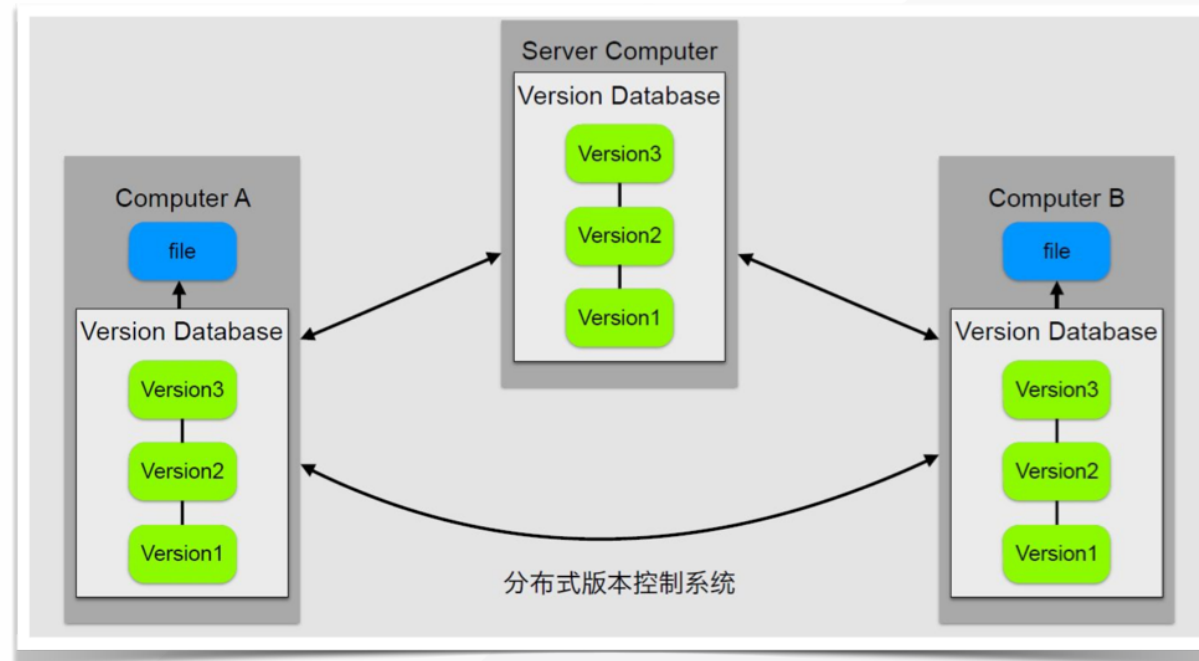 Server Computer
Version Database
Version3
Version2
Version1
Computer A
file
Version Database
Version3
Version2
Version1
Computer B
file
Version Database
Version3
Version2
Version1
分布式版本控制系统